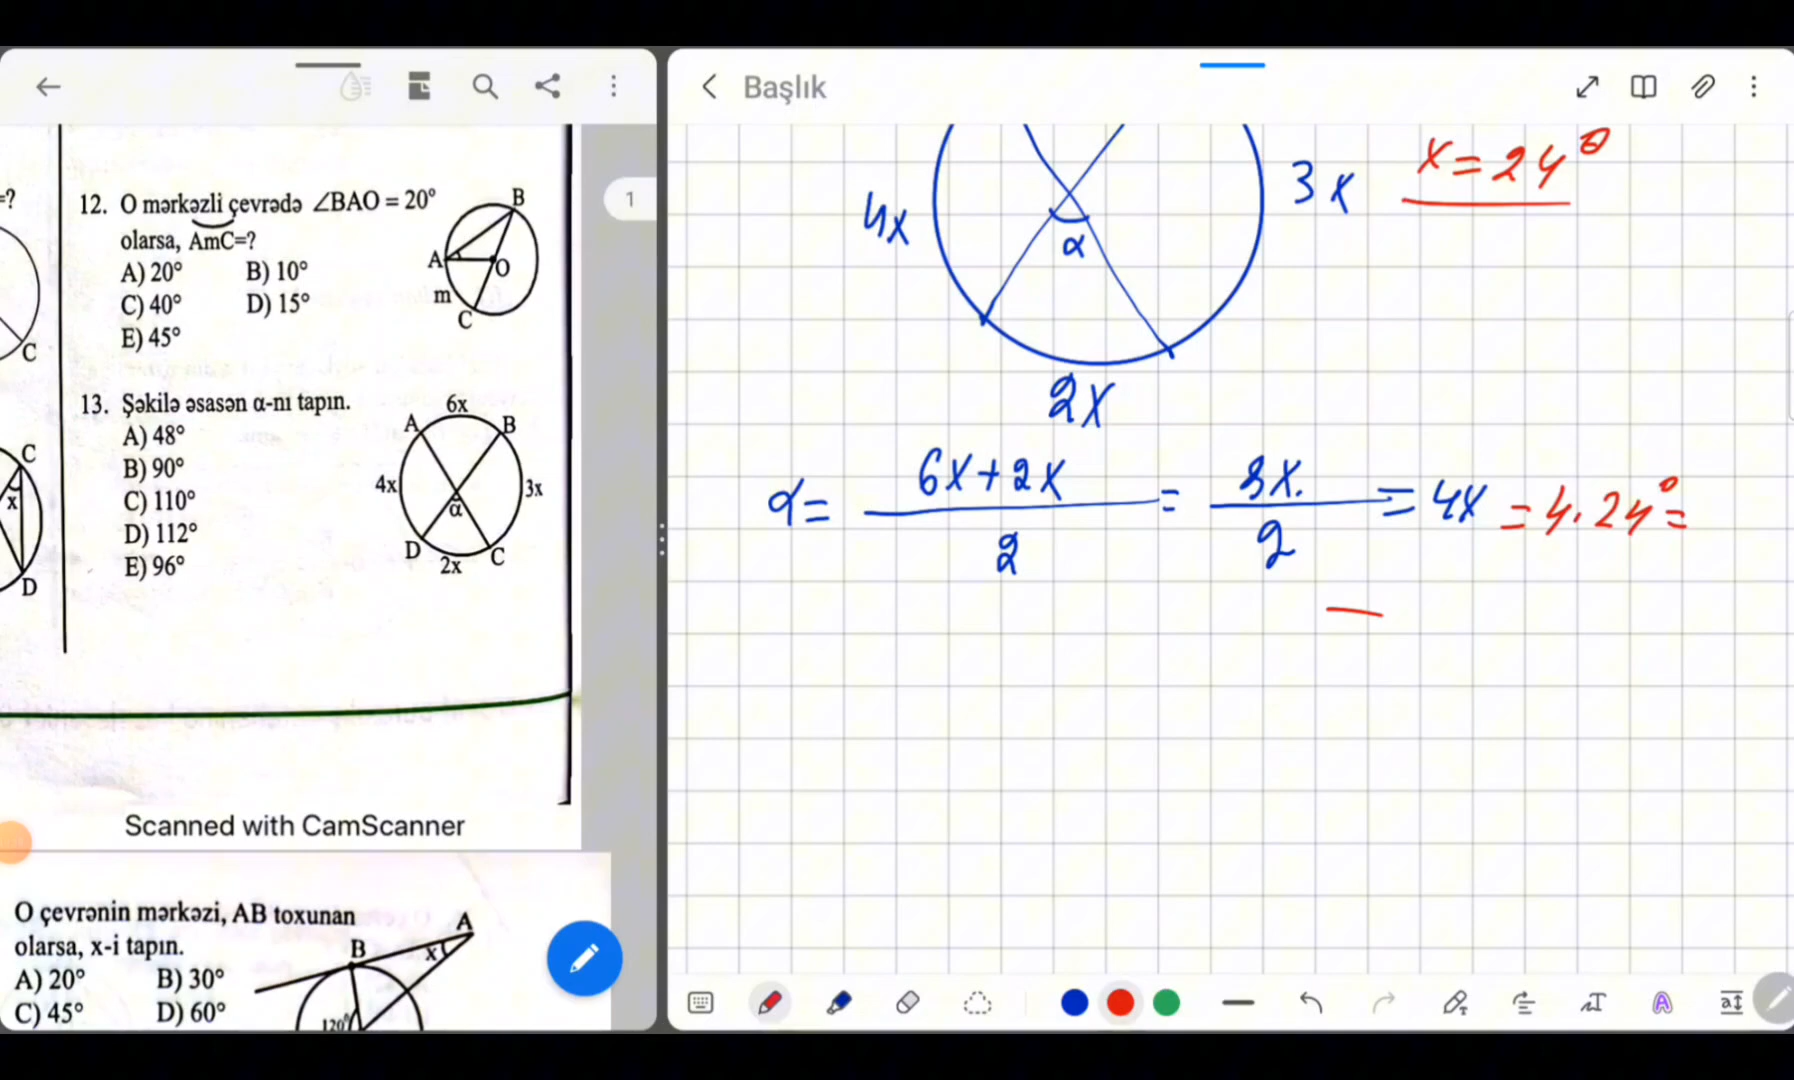 Başlık
=?
C
C
x
D
12. O mərkəzli çevrədə ∠BAO = 20°
olarsa, AmC=?
A) 20° B) 10°
C) 40° D) 15°
E) 45°
B
A
O
m
C
13. Şəkilə əsasən α-nı tapın.
A) 48°
B) 90°
C) 110°
D) 112°
E) 96°
6x
A
B
4x
3x
α
D
C
2x
1
Scanned with CamScanner
O çevrənin mərkəzi, AB toxunan
olarsa, x-i tapın.
A) 20° B) 30°
C) 45° D) 60°
A
B
x
120°
4x
3x
x = 24°
α
2x
α = (6x + 2x)/2 = 8x/2 = 4x = 4. 24° =